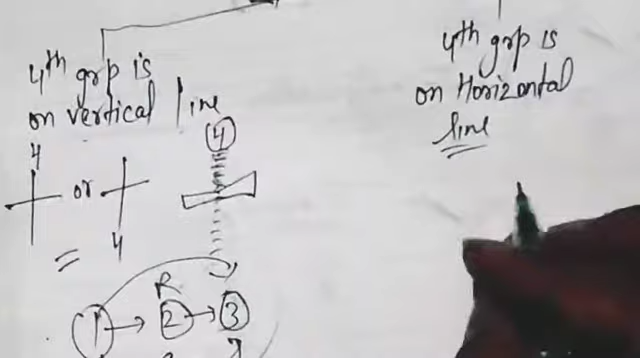 4th grp is
on vertical line
4
or
4
4
R
1 → 2 → 3
4th grp is
on Horizontal
line